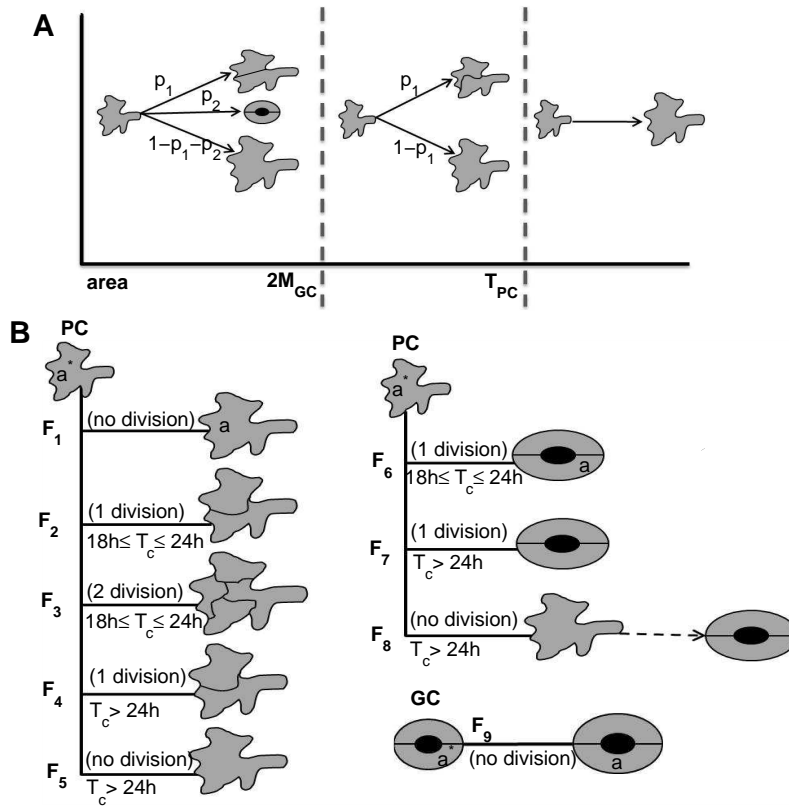 A
p1
p2
1−p1−p2
p1
1−p1
area
2MGC
TPC
B
PC
a*
F1
(no division)
a
F2
(1 division)
18h≤ Tc ≤ 24h
F3
(2 division)
18h≤ Tc ≤ 24h
F4
(1 division)
Tc > 24h
F5
(no division)
Tc > 24h
PC
a*
F6
(1 division)
18h≤ Tc ≤ 24h
a
F7
(1 division)
Tc > 24h
F8
(no division)
Tc > 24h
GC
a*
F9
(no division)
a